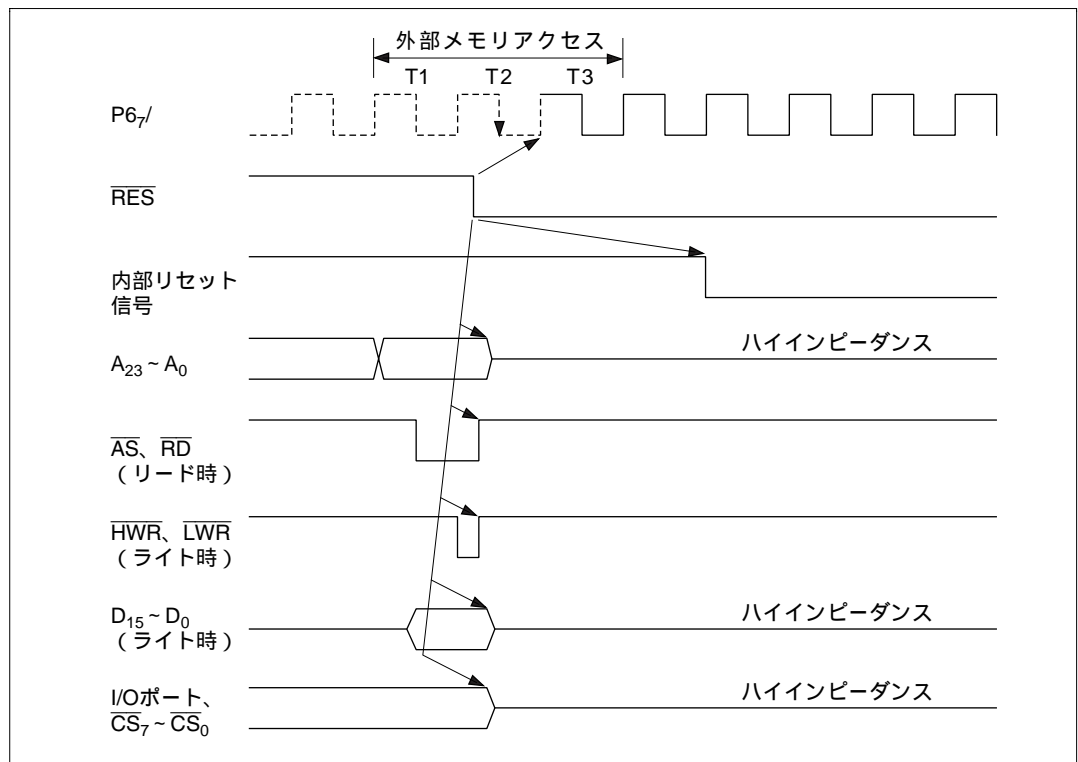 外部メモリアクセス
T1 T2 T3
P6₇/
RES
内部リセット
信号
A₂₃ ~ A₀
ハイインピーダンス
AS、RD
（リード時）
HWR、LWR
（ライト時）
D₁₅ ~ D₀
（ライト時）
ハイインピーダンス
I/Oポート、
CS₇ ~ CS₀
ハイインピーダンス